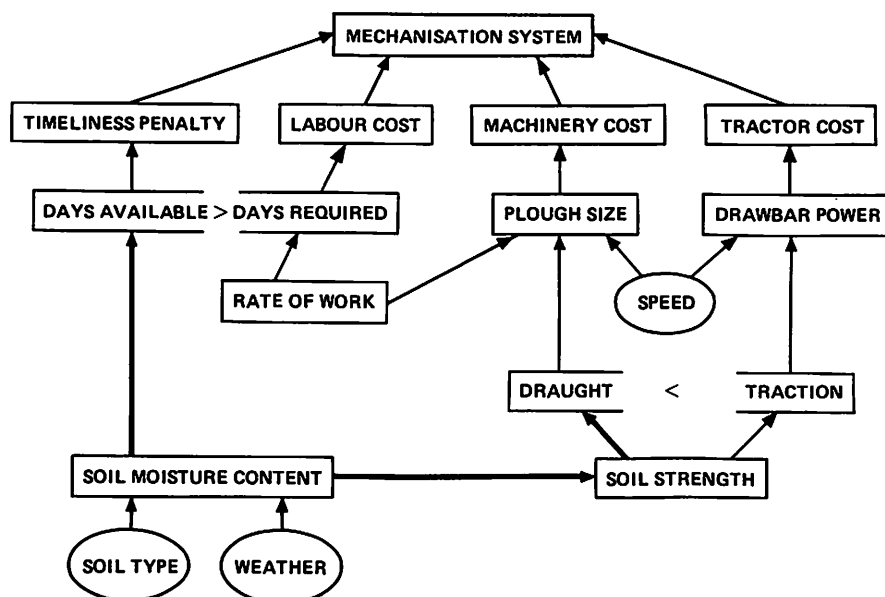 MECHANISATION SYSTEM
TIMELINESS PENALTY
LABOUR COST
MACHINERY COST
TRACTOR COST
DAYS AVAILABLE > DAYS REQUIRED
PLOUGH SIZE
DRAWBAR POWER
RATE OF WORK
SPEED
DRAUGHT < TRACTION
SOIL MOISTURE CONTENT
SOIL STRENGTH
SOIL TYPE
WEATHER